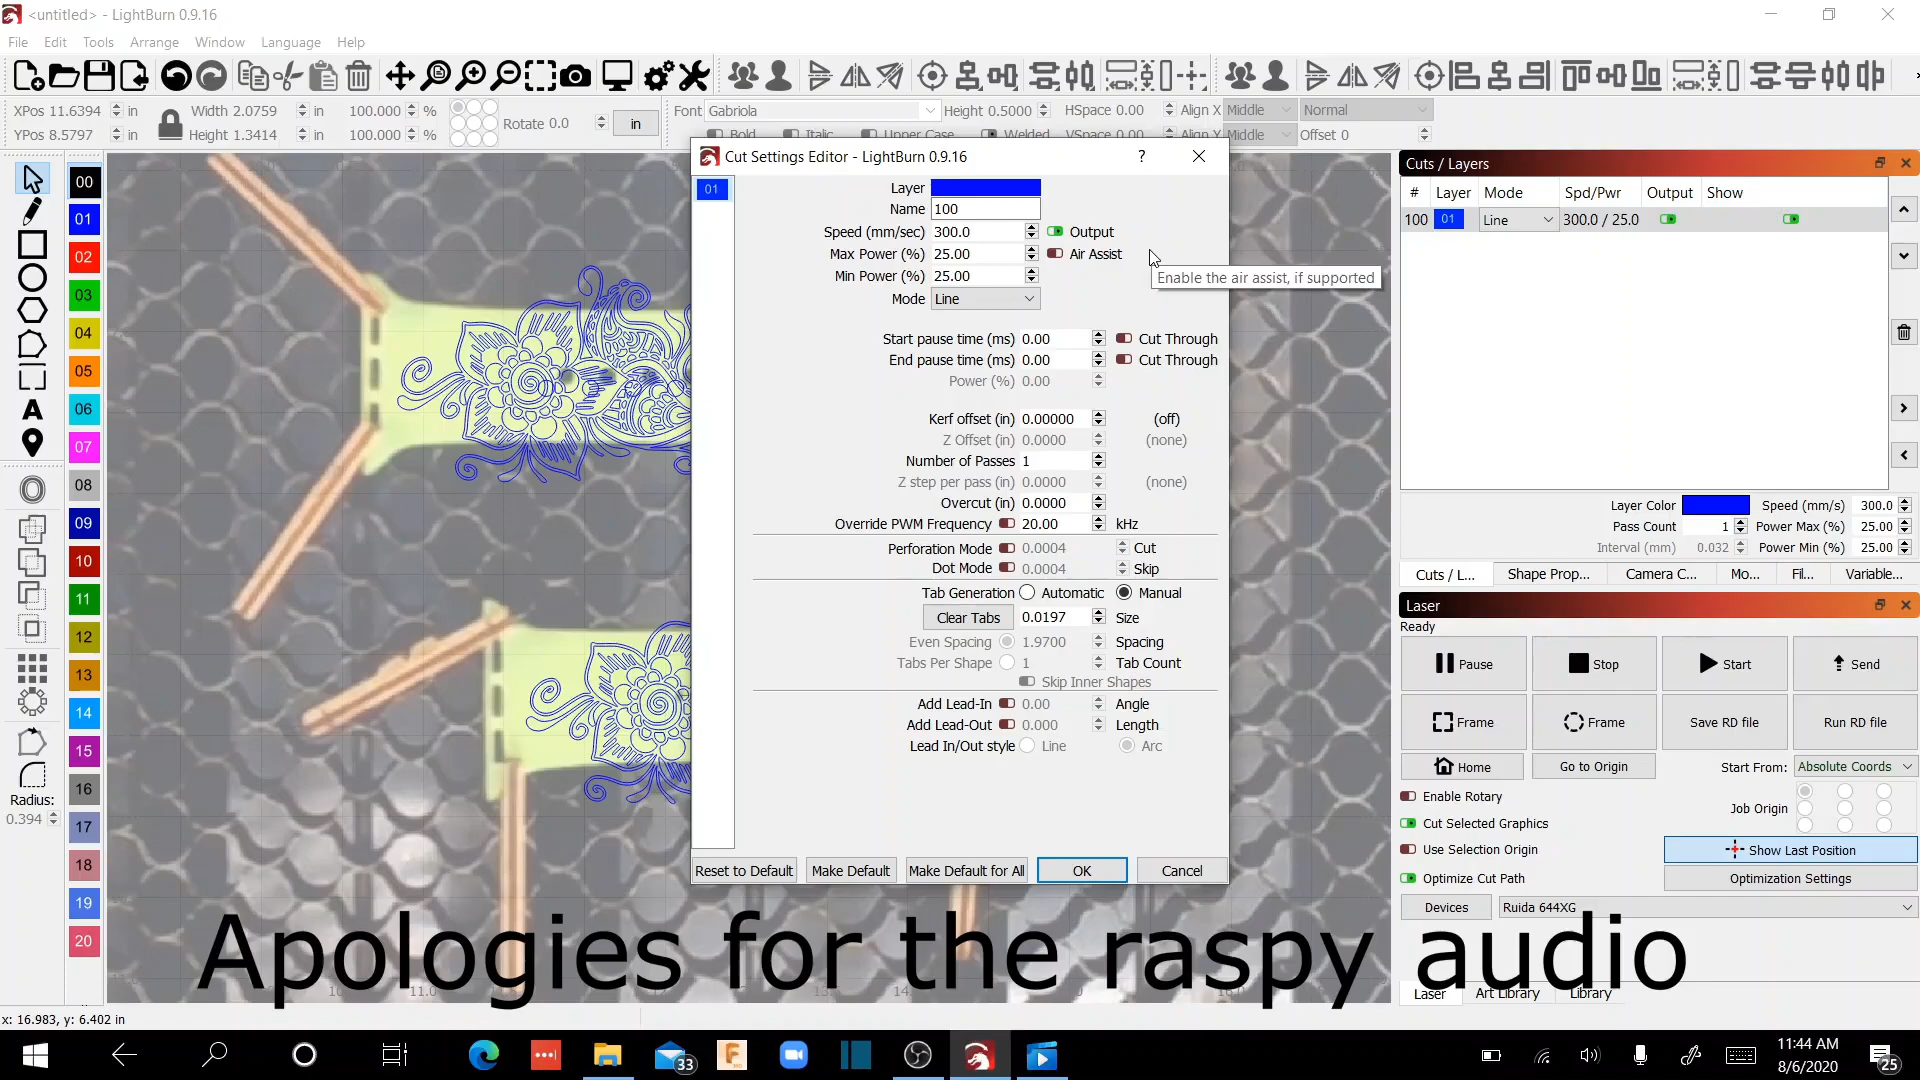 <untitled> - LightBurn 0.9.16
File Edit Tools Arrange Window Language Help
XPos 11.6394 in Width 2.0759 in 100.000 % Rotate 0.0 in Font Gabriola Height 0.5000 HSpace 0.00 Align X Middle Normal
YPos 8.5797 in Height 1.3414 in 100.000 % Bold Italic Upper Case Welded VSpace 0.00 Align Y Middle Offset 0
Cut Settings Editor - LightBurn 0.9.16 ?
01
Layer
Name 100
Speed (mm/sec) 300.0 Output
Max Power (%) 25.00 Air Assist
Min Power (%) 25.00
Enable the air assist, if supported
Mode Line
Start pause time (ms) 0.00 Cut Through
End pause time (ms) 0.00 Cut Through
Power (%) 0.00
Kerf offset (in) 0.00000 (off)
Z Offset (in) 0.0000 (none)
Number of Passes 1
Z step per pass (in) 0.0000 (none)
Overcut (in) 0.0000
Override PWM Frequency 20.00 kHz
Perforation Mode 0.0004 Cut
Dot Mode 0.0004 Skip
Tab Generation Automatic Manual
Clear Tabs 0.0197 Size
Even Spacing 1.9700 Spacing
Tabs Per Shape 1 Tab Count
Skip Inner Shapes
Add Lead-In 0.00 Angle
Add Lead-Out 0.000 Length
Lead In/Out style Line Arc
Reset to Default Make Default Make Default for All OK Cancel
00
01
02
03
04
05
06
07
08
09
10
11
12
13
14
15
16
17
18
19
20
Radius:
0.394
Cuts / Layers
# Layer Mode Spd/Pwr Output Show
100 01 Line 300.0 / 25.0
Layer Color Speed (mm/s) 300.0
Pass Count 1 Power Max (%) 25.00
Interval (mm) 0.032 Power Min (%) 25.00
Cuts / L... Shape Prop... Camera C... Mo... Fil... Variable...
Laser
Ready
Pause Stop Start Send
Frame Frame Save RD file Run RD file
Home Go to Origin Start From: Absolute Coords
Enable Rotary
Job Origin
Cut Selected Graphics
Use Selection Origin Show Last Position
Optimize Cut Path Optimization Settings
Devices Ruida 644XG
Apologies for the raspy audio
11.0
Laser Art Library Library
x: 16.983, y: 6.402 in
33
11:44 AM
8/6/2020
25